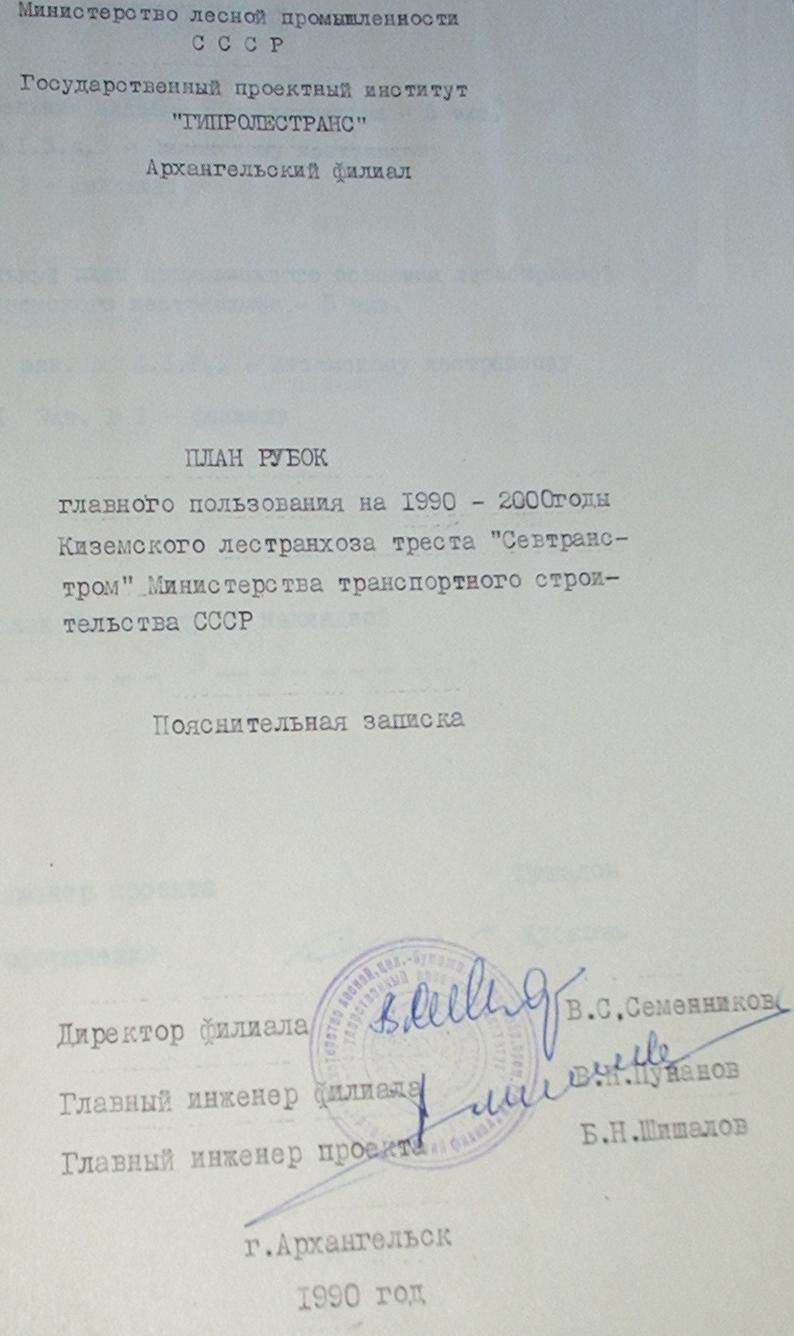 Министерство лесной промышленности
С С С Р
Государственный проектный институт
"ГИПРОЛЕСТРАНС"
Архангельский филиал
ПЛАН РУБОК
главного пользования на 1990 - 2000годы
Киземского лестранхоза треста "Севтранс-
тром" Министерства транспортного строи-
тельства СССР
Пояснительная записка
Директор филиала В.С.Семенников
Главный инженер филиала
Главный инженер проекта Б.Н.Шишалов
г.Архангельск
1990 год